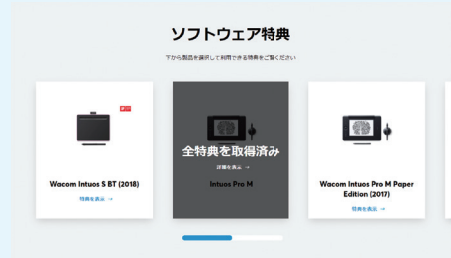 ソフトウェア特典
下から製品を選択して利用できる特典をご覧ください
Wacom Intuos S BT (2018)
特典を表示 →
全特典を取得済み
詳細を表示 →
Intuos Pro M
Wacom Intuos Pro M Paper
Edition (2017)
特典を表示 →